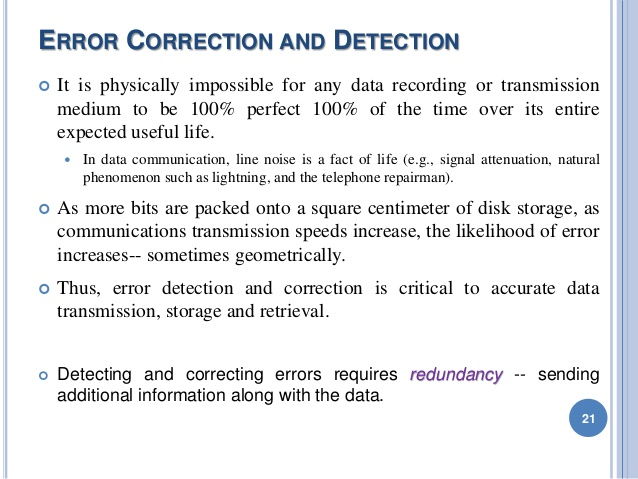 ERROR CORRECTION AND DETECTION
It is physically impossible for any data recording or transmission
medium to be 100% perfect 100% of the time over its entire
expected useful life.
In data communication, line noise is a fact of life (e.g., signal attenuation, natural
phenomenon such as lightning, and the telephone repairman).
As more bits are packed onto a square centimeter of disk storage, as
communications transmission speeds increase, the likelihood of error
increases-- sometimes geometrically.
Thus, error detection and correction is critical to accurate data
transmission, storage and retrieval.
Detecting and correcting errors requires redundancy -- sending
additional information along with the data.
21